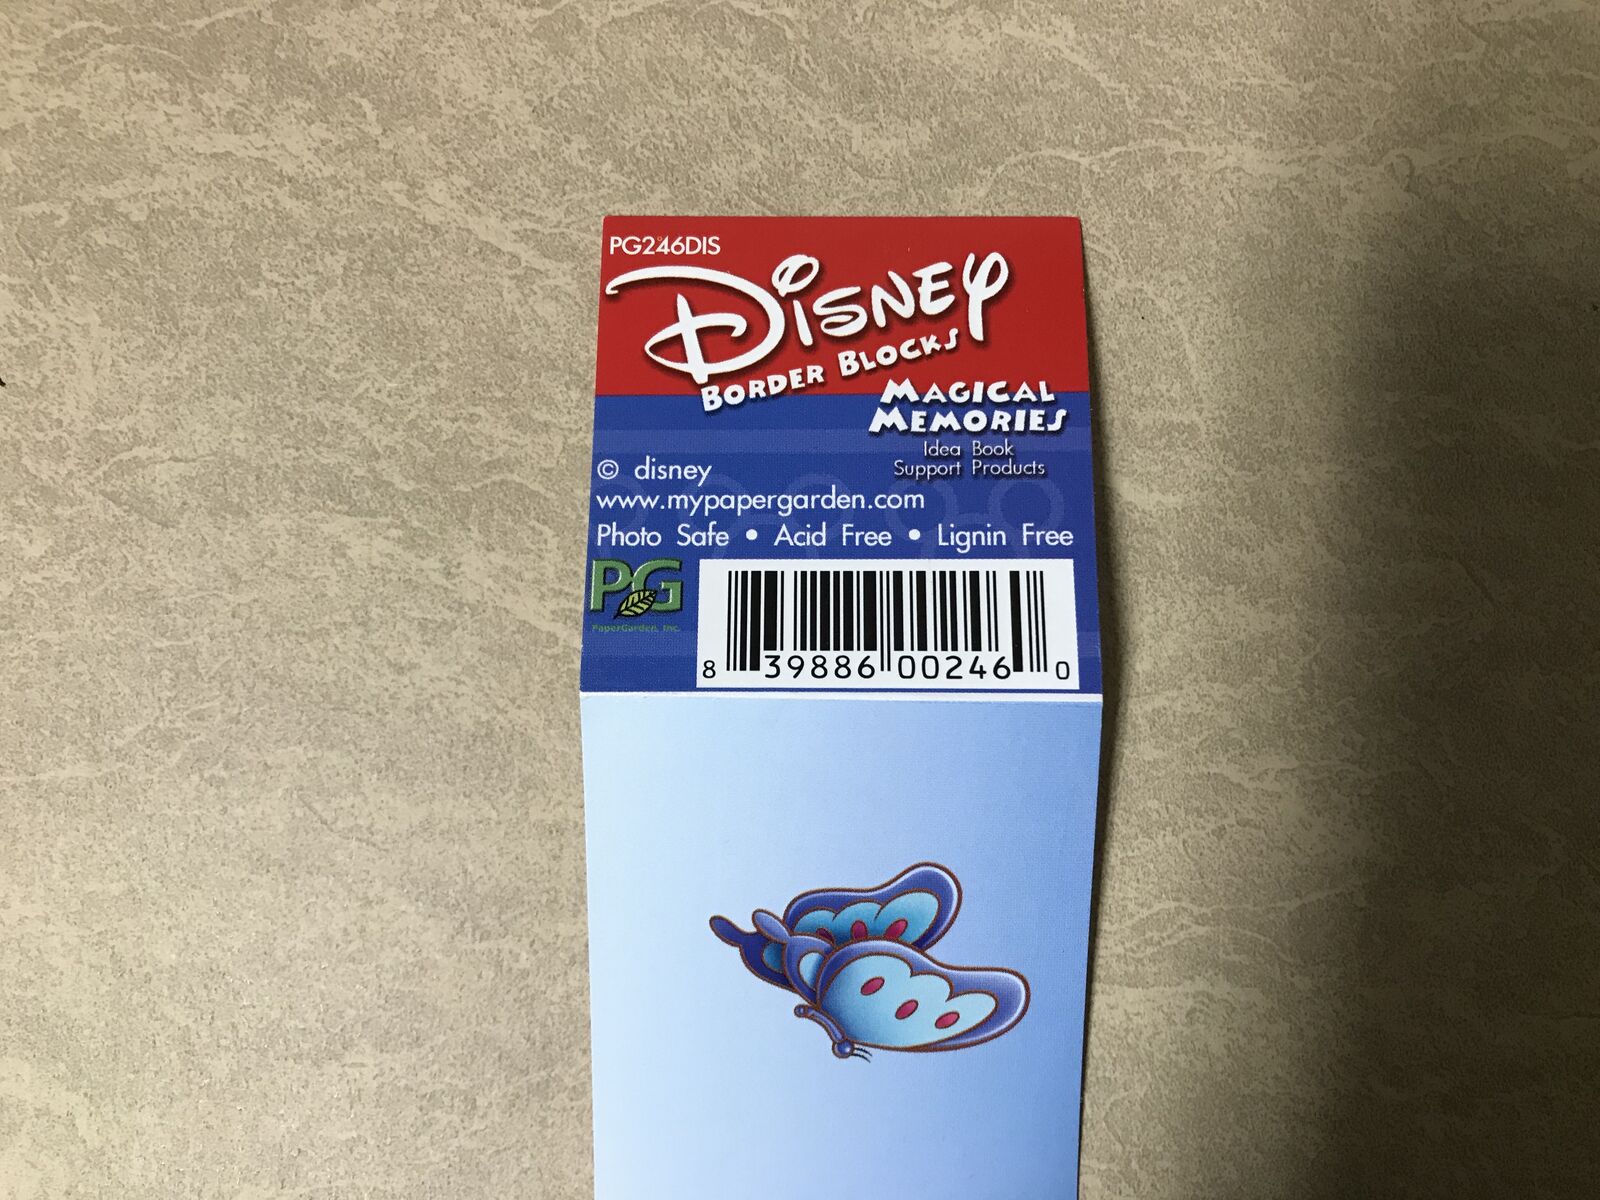 PG246DIS
DISNEY
BORDER BLOCKS
MAGICAL
MEMORIES
Idea Book
Support Products
© disney
www.mypapergarden.com
Photo Safe • Acid Free • Lignin Free
PG
PaperGarden, Inc.
8 39886 00246 0